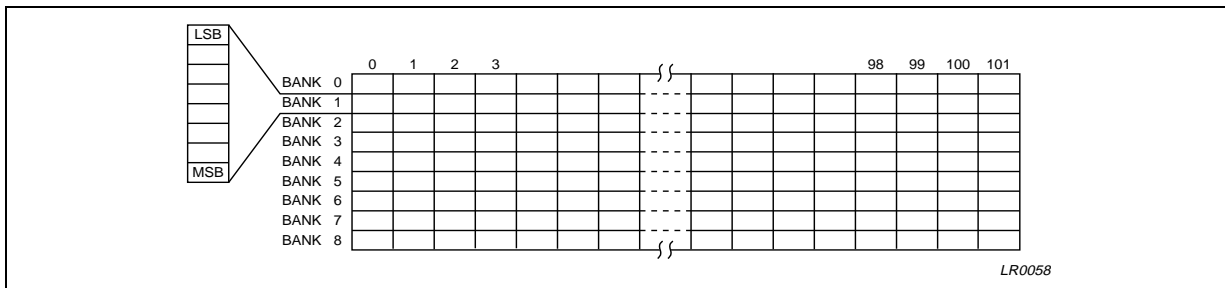 LSB
0 1 2 3 98 99 100 101
BANK 0
BANK 1
BANK 2
BANK 3
BANK 4
MSB
BANK 5
BANK 6
BANK 7
BANK 8
LR0058